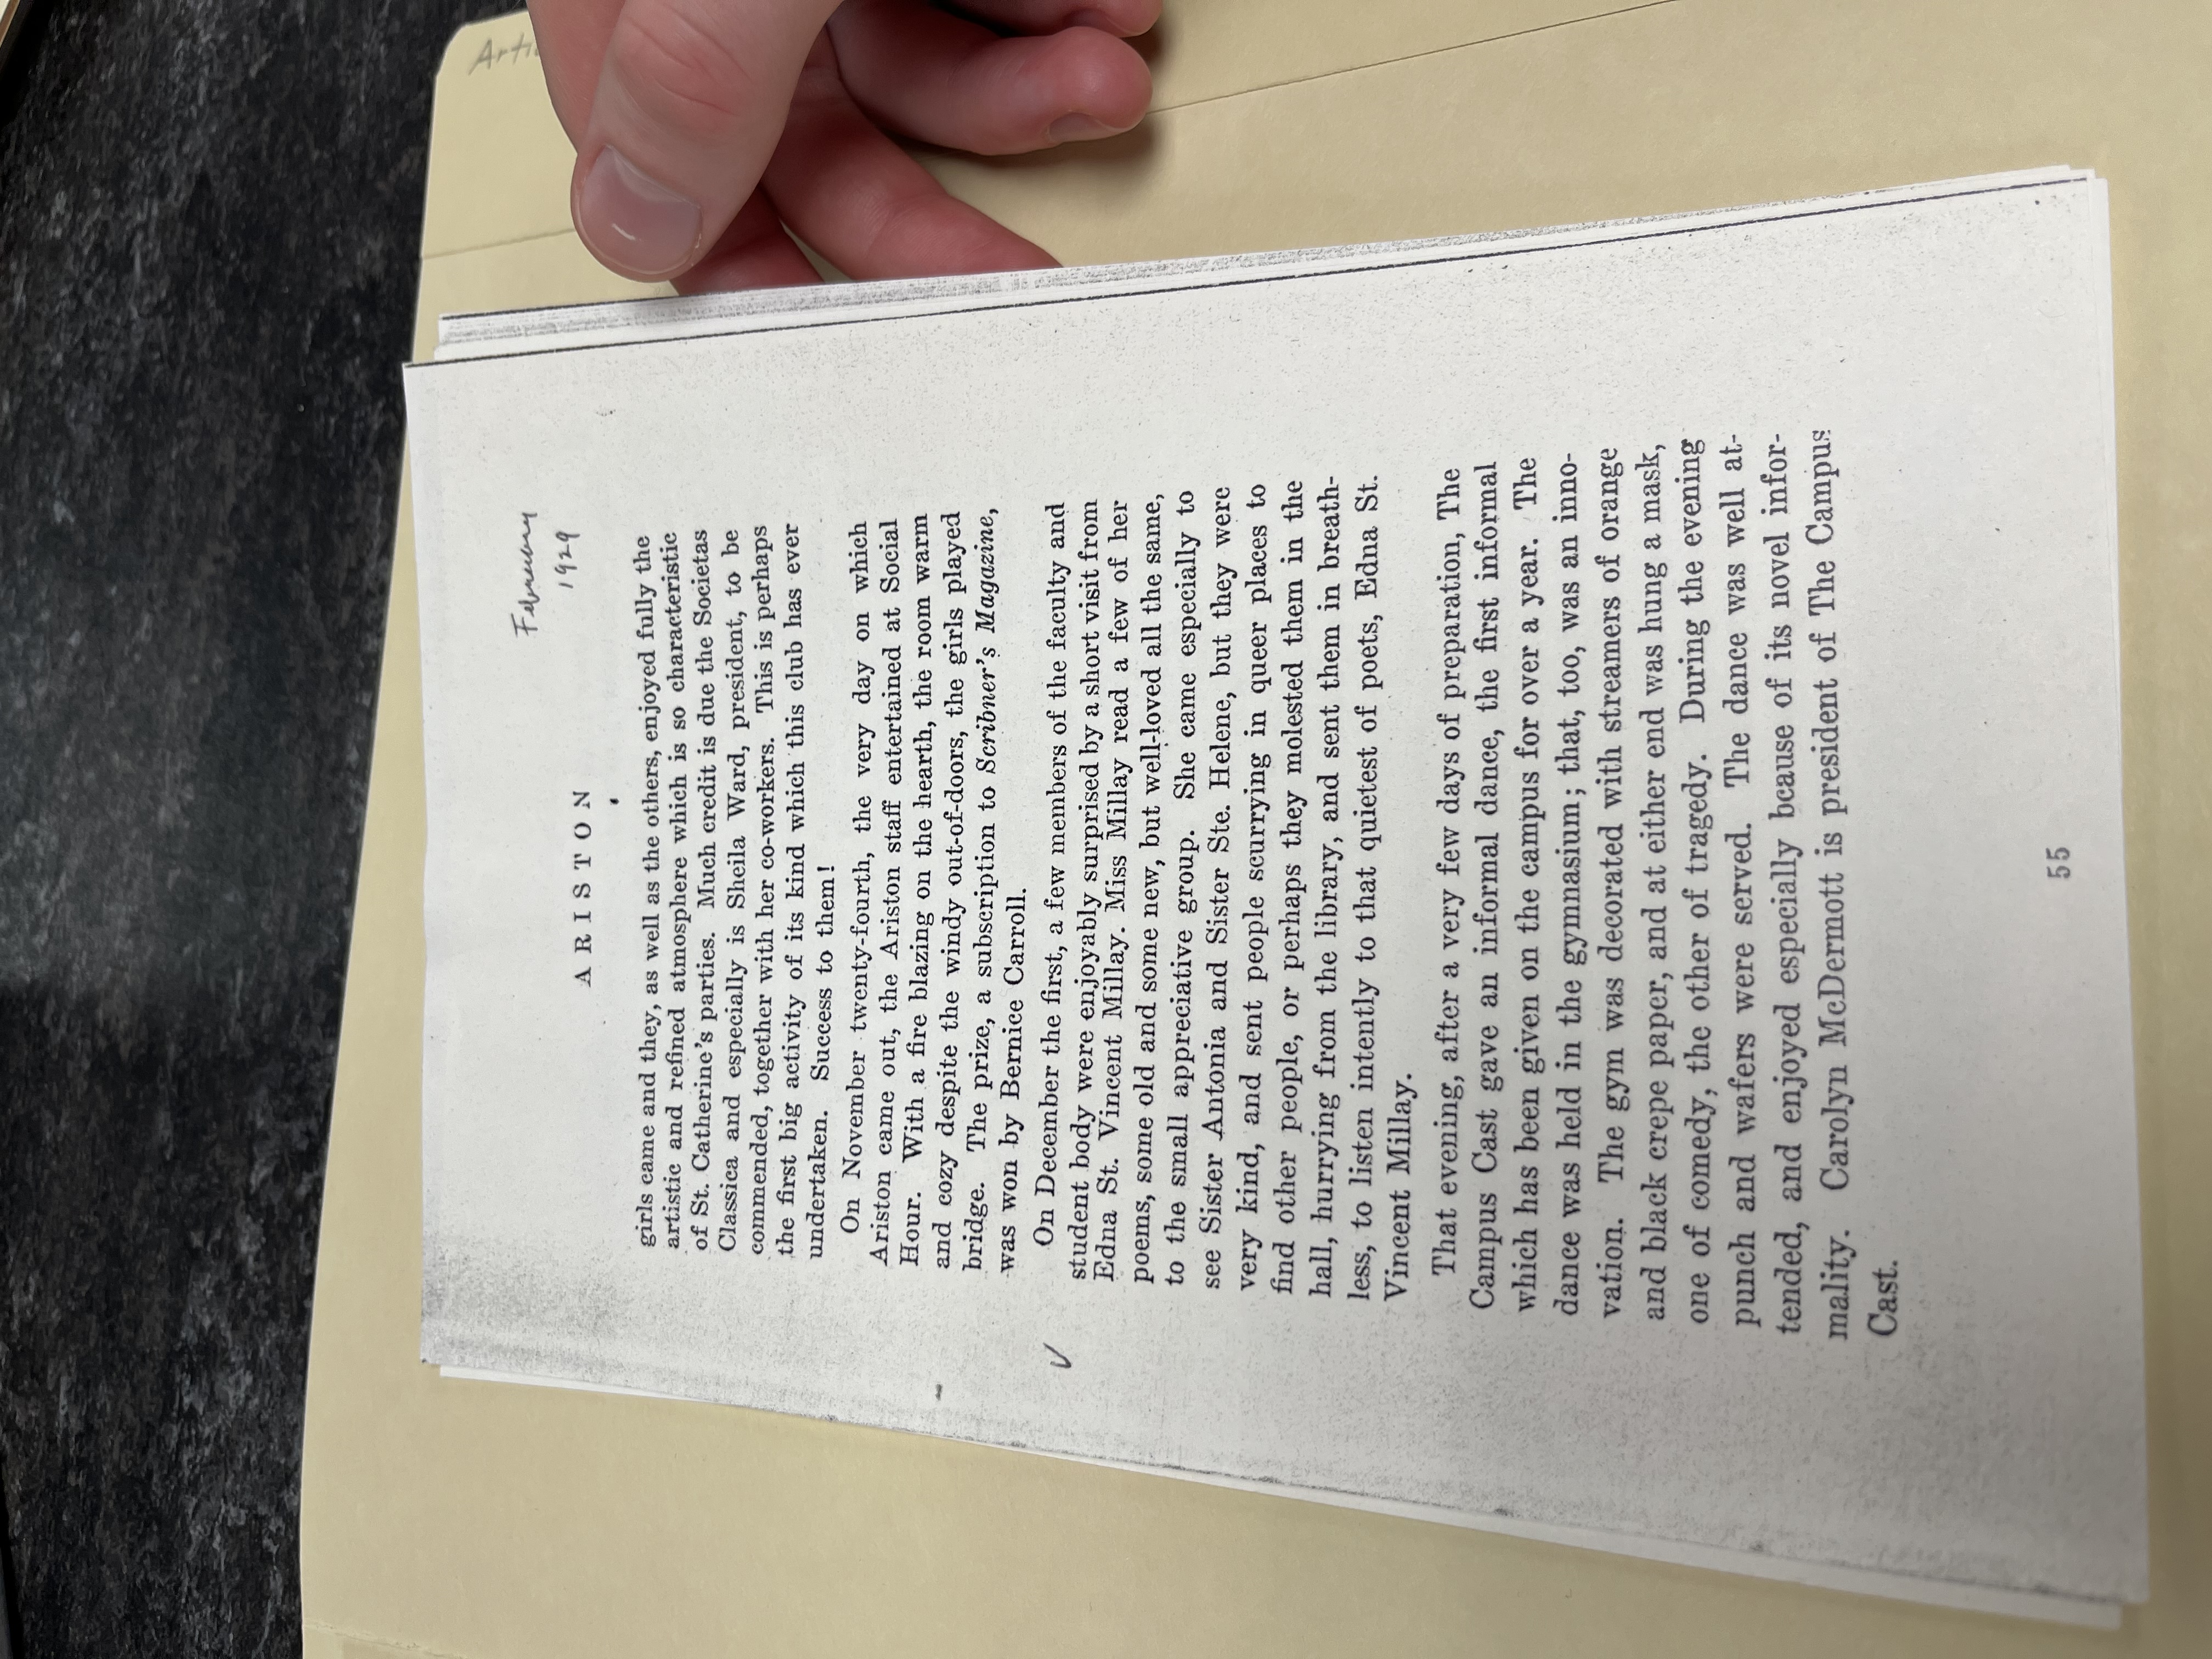 February
1929
ARISTON
girls came and they, as well as the others, enjoyed fully the
artistic and refined atmosphere which is so characteristic
of St. Catherine's parties. Much credit is due the Societas
Classica and especially is Sheila Ward, president, to be
commended, together with her co-workers. This is perhaps
the first big activity of its kind which this club has ever
undertaken. Success to them!
On November twenty-fourth, the very day on which
Ariston came out, the Ariston staff entertained at Social
Hour. With a fire blazing on the hearth, the room warm
and cozy despite the windy out-of-doors, the girls played
bridge. The prize, a subscription to Scribner's Magazine,
was won by Bernice Carroll.
On December the first, a few members of the faculty and
student body were enjoyably surprised by a short visit from
Edna St. Vincent Millay. Miss Millay read a few of her
poems, some old and some new, but well-loved all the same,
to the small appreciative group. She came especially to
see Sister Antonia and Sister Ste. Helene, but they were
very kind, and sent people scurrying in queer places to
find other people, or perhaps they molested them in the
hall, hurrying from the library, and sent them in breath-
less, to listen intently to that quietest of poets, Edna St.
Vincent Millay.
That evening, after a very few days of preparation, The
Campus Cast gave an informal dance, the first informal
which has been given on the campus for over a year. The
dance was held in the gymnasium; that, too, was an inno-
vation. The gym was decorated with streamers of orange
and black crepe paper, and at either end was hung a mask,
one of comedy, the other of tragedy. During the evening
punch and wafers were served. The dance was well at-
tended, and enjoyed especially bcause of its novel infor-
mality. Carolyn McDermott is president of The Campus
Cast.
55